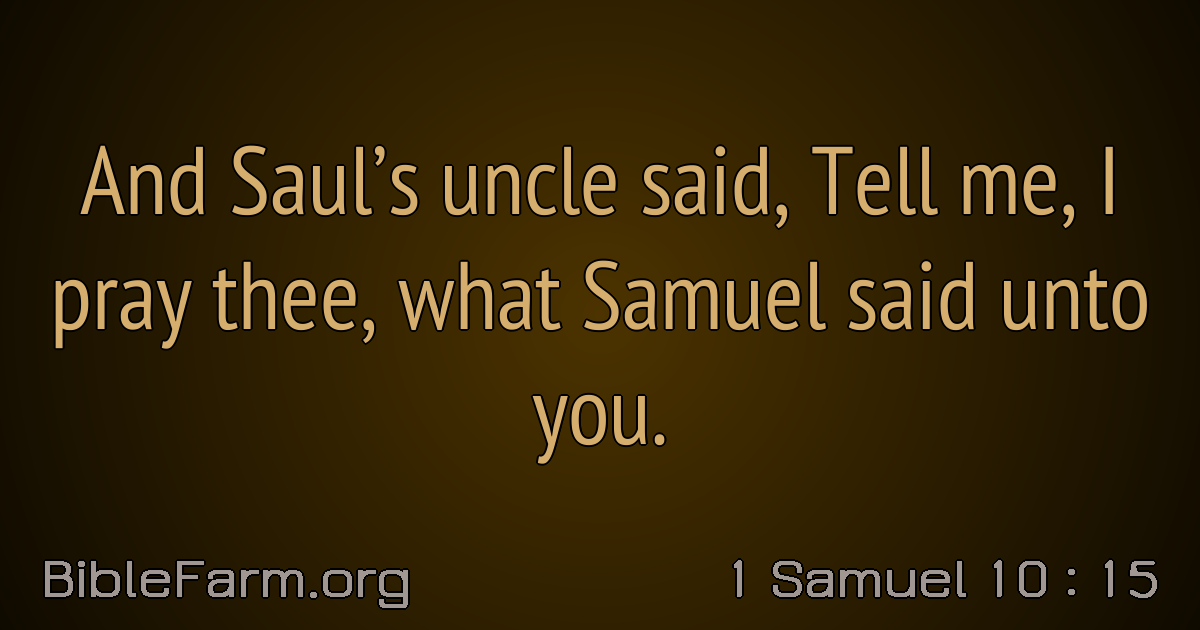 And Saul’s uncle said, Tell me, I
pray thee, what Samuel said unto
you.
BibleFarm.org
1 Samuel 10 : 15